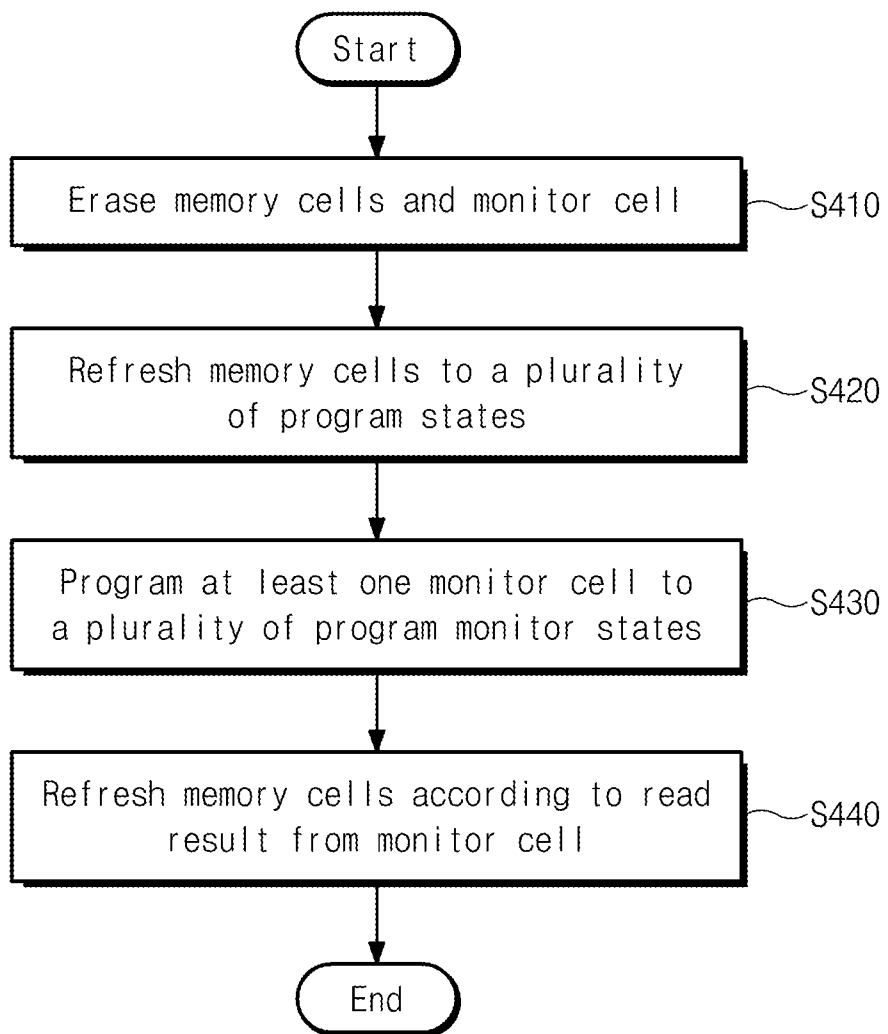 Start
Erase memory cells and monitor cell
S410
Refresh memory cells to a plurality
of program states
S420
Program at least one monitor cell to
a plurality of program monitor states
S430
Refresh memory cells according to read
result from monitor cell
S440
End